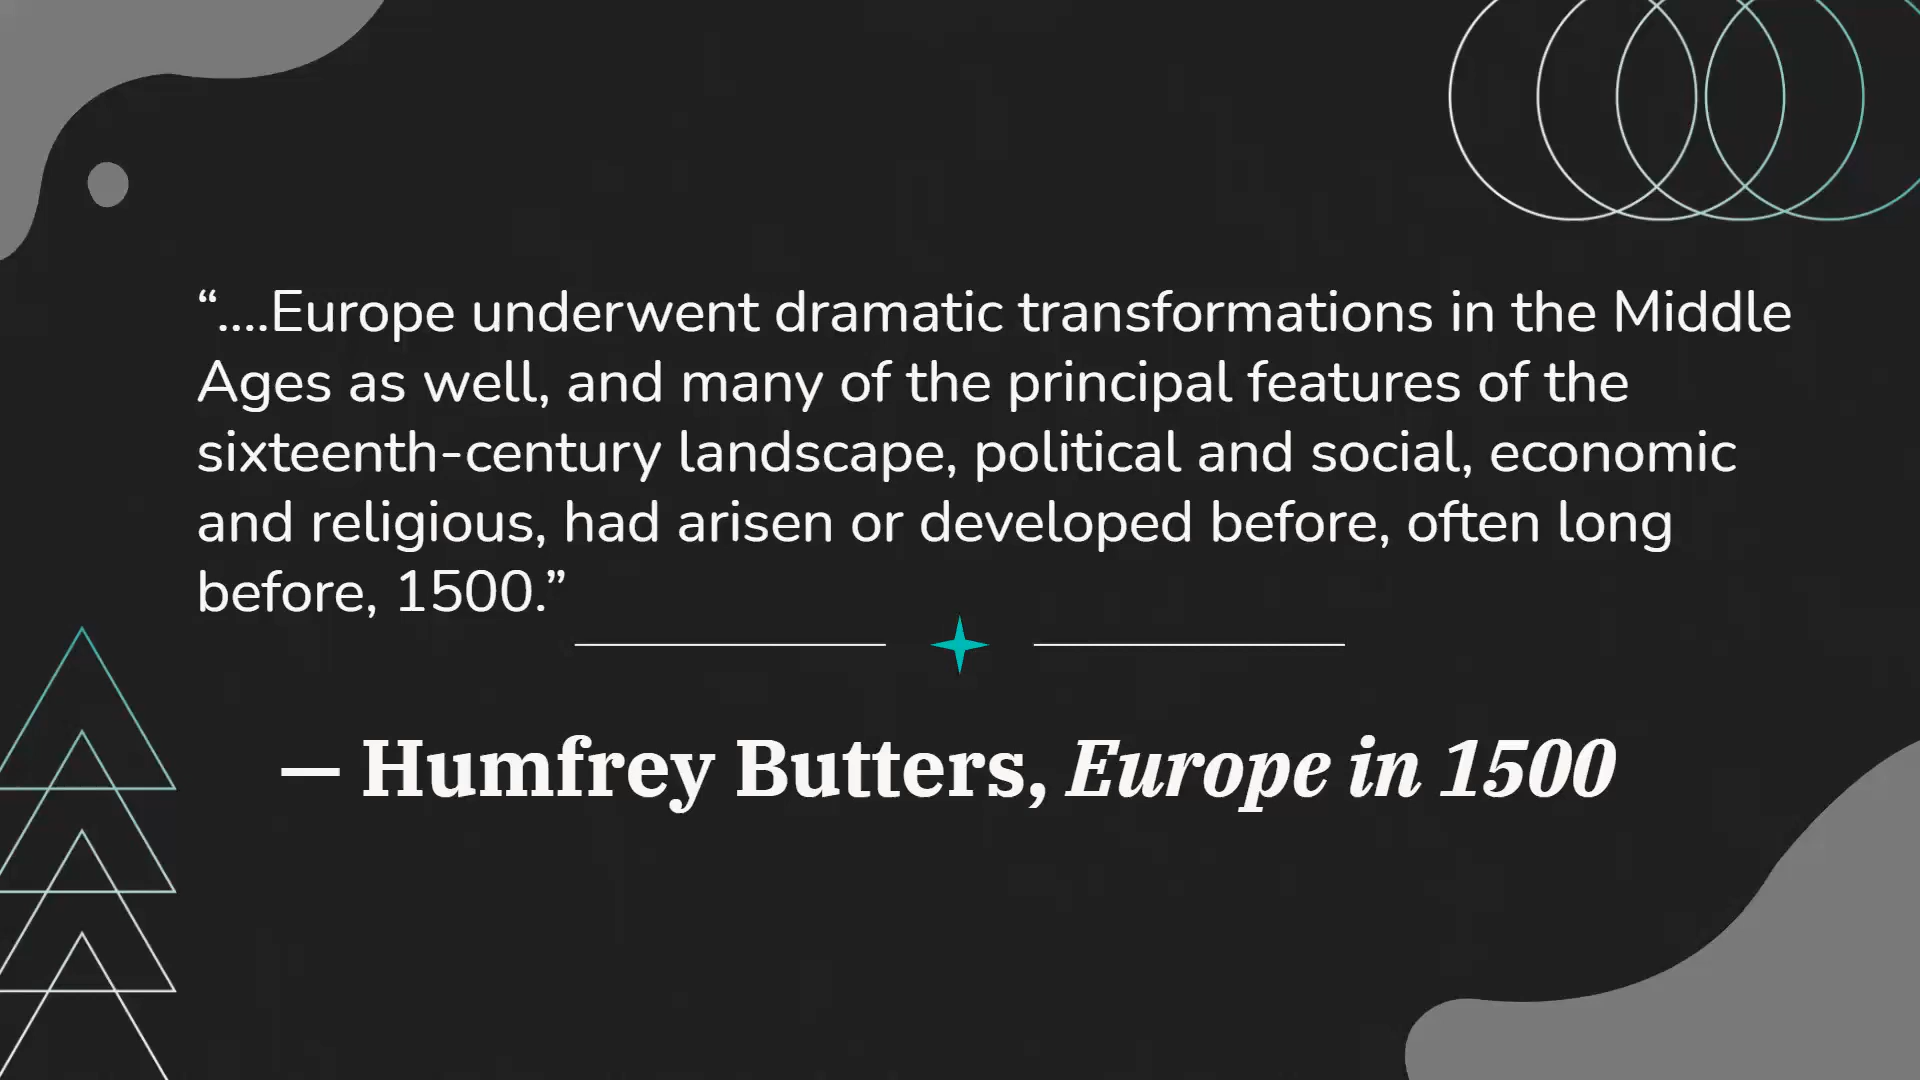 “....Europe underwent dramatic transformations in the Middle
Ages as well, and many of the principal features of the
sixteenth-century landscape, political and social, economic
and religious, had arisen or developed before, often long
before, 1500.”
— Humfrey Butters, Europe in 1500